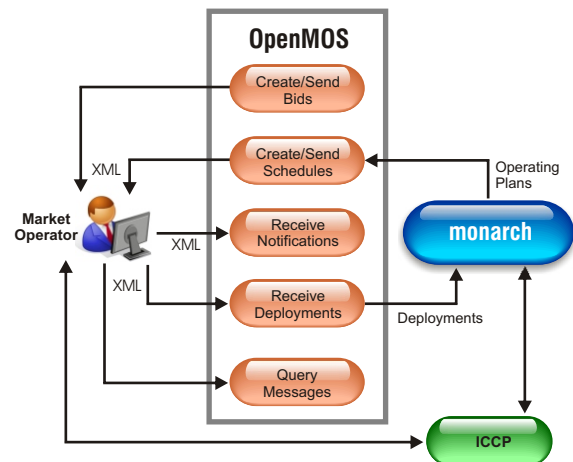 OpenMOS
Create/Send
Bids
XML
Create/Send
Schedules
Operating
Plans
Market
Operator
XML
Receive
Notifications
monarch
XML
Receive
Deployments
Deployments
Query
Messages
ICCP